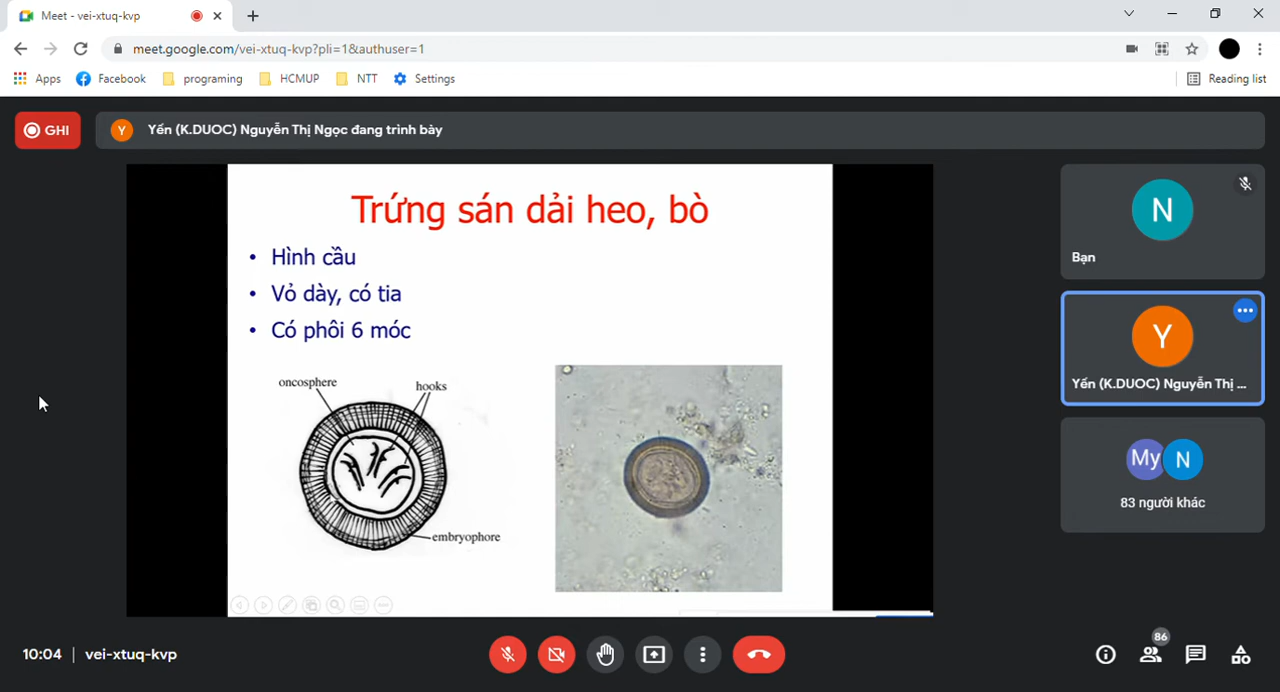 Meet - vei-xtuq-kvp
meet.google.com/vei-xtuq-kvp?pli=1&authuser=1
Apps Facebook programing HCMUP NTT Settings Reading list
GHI
Y Yến (K.DUOC) Nguyễn Thị Ngọc đang trình bày
Trứng sán dải heo, bò
• Hình cầu
• Vỏ dày, có tia
• Có phôi 6 móc
oncosphere
hooks
embryophore
N
Bạn
Y
Yến (K.DUOC) Nguyễn Thị ...
My N
83 người khác
10:04 | vei-xtuq-kvp
86